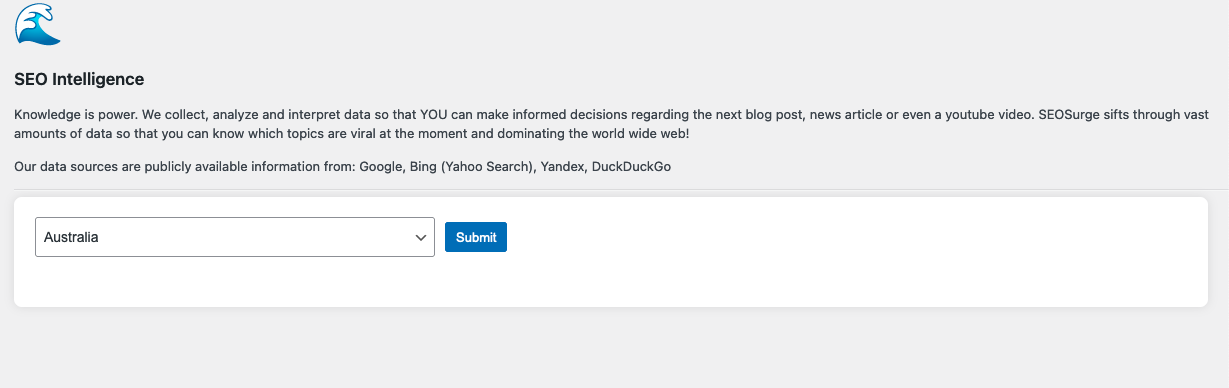 SEO Intelligence
Knowledge is power. We collect, analyze and interpret data so that YOU can make informed decisions regarding the next blog post, news article or even a youtube video. SEOSurge sifts through vast
amounts of data so that you can know which topics are viral at the moment and dominating the world wide web!
Our data sources are publicly available information from: Google, Bing (Yahoo Search), Yandex, DuckDuckGo
Australia
Submit